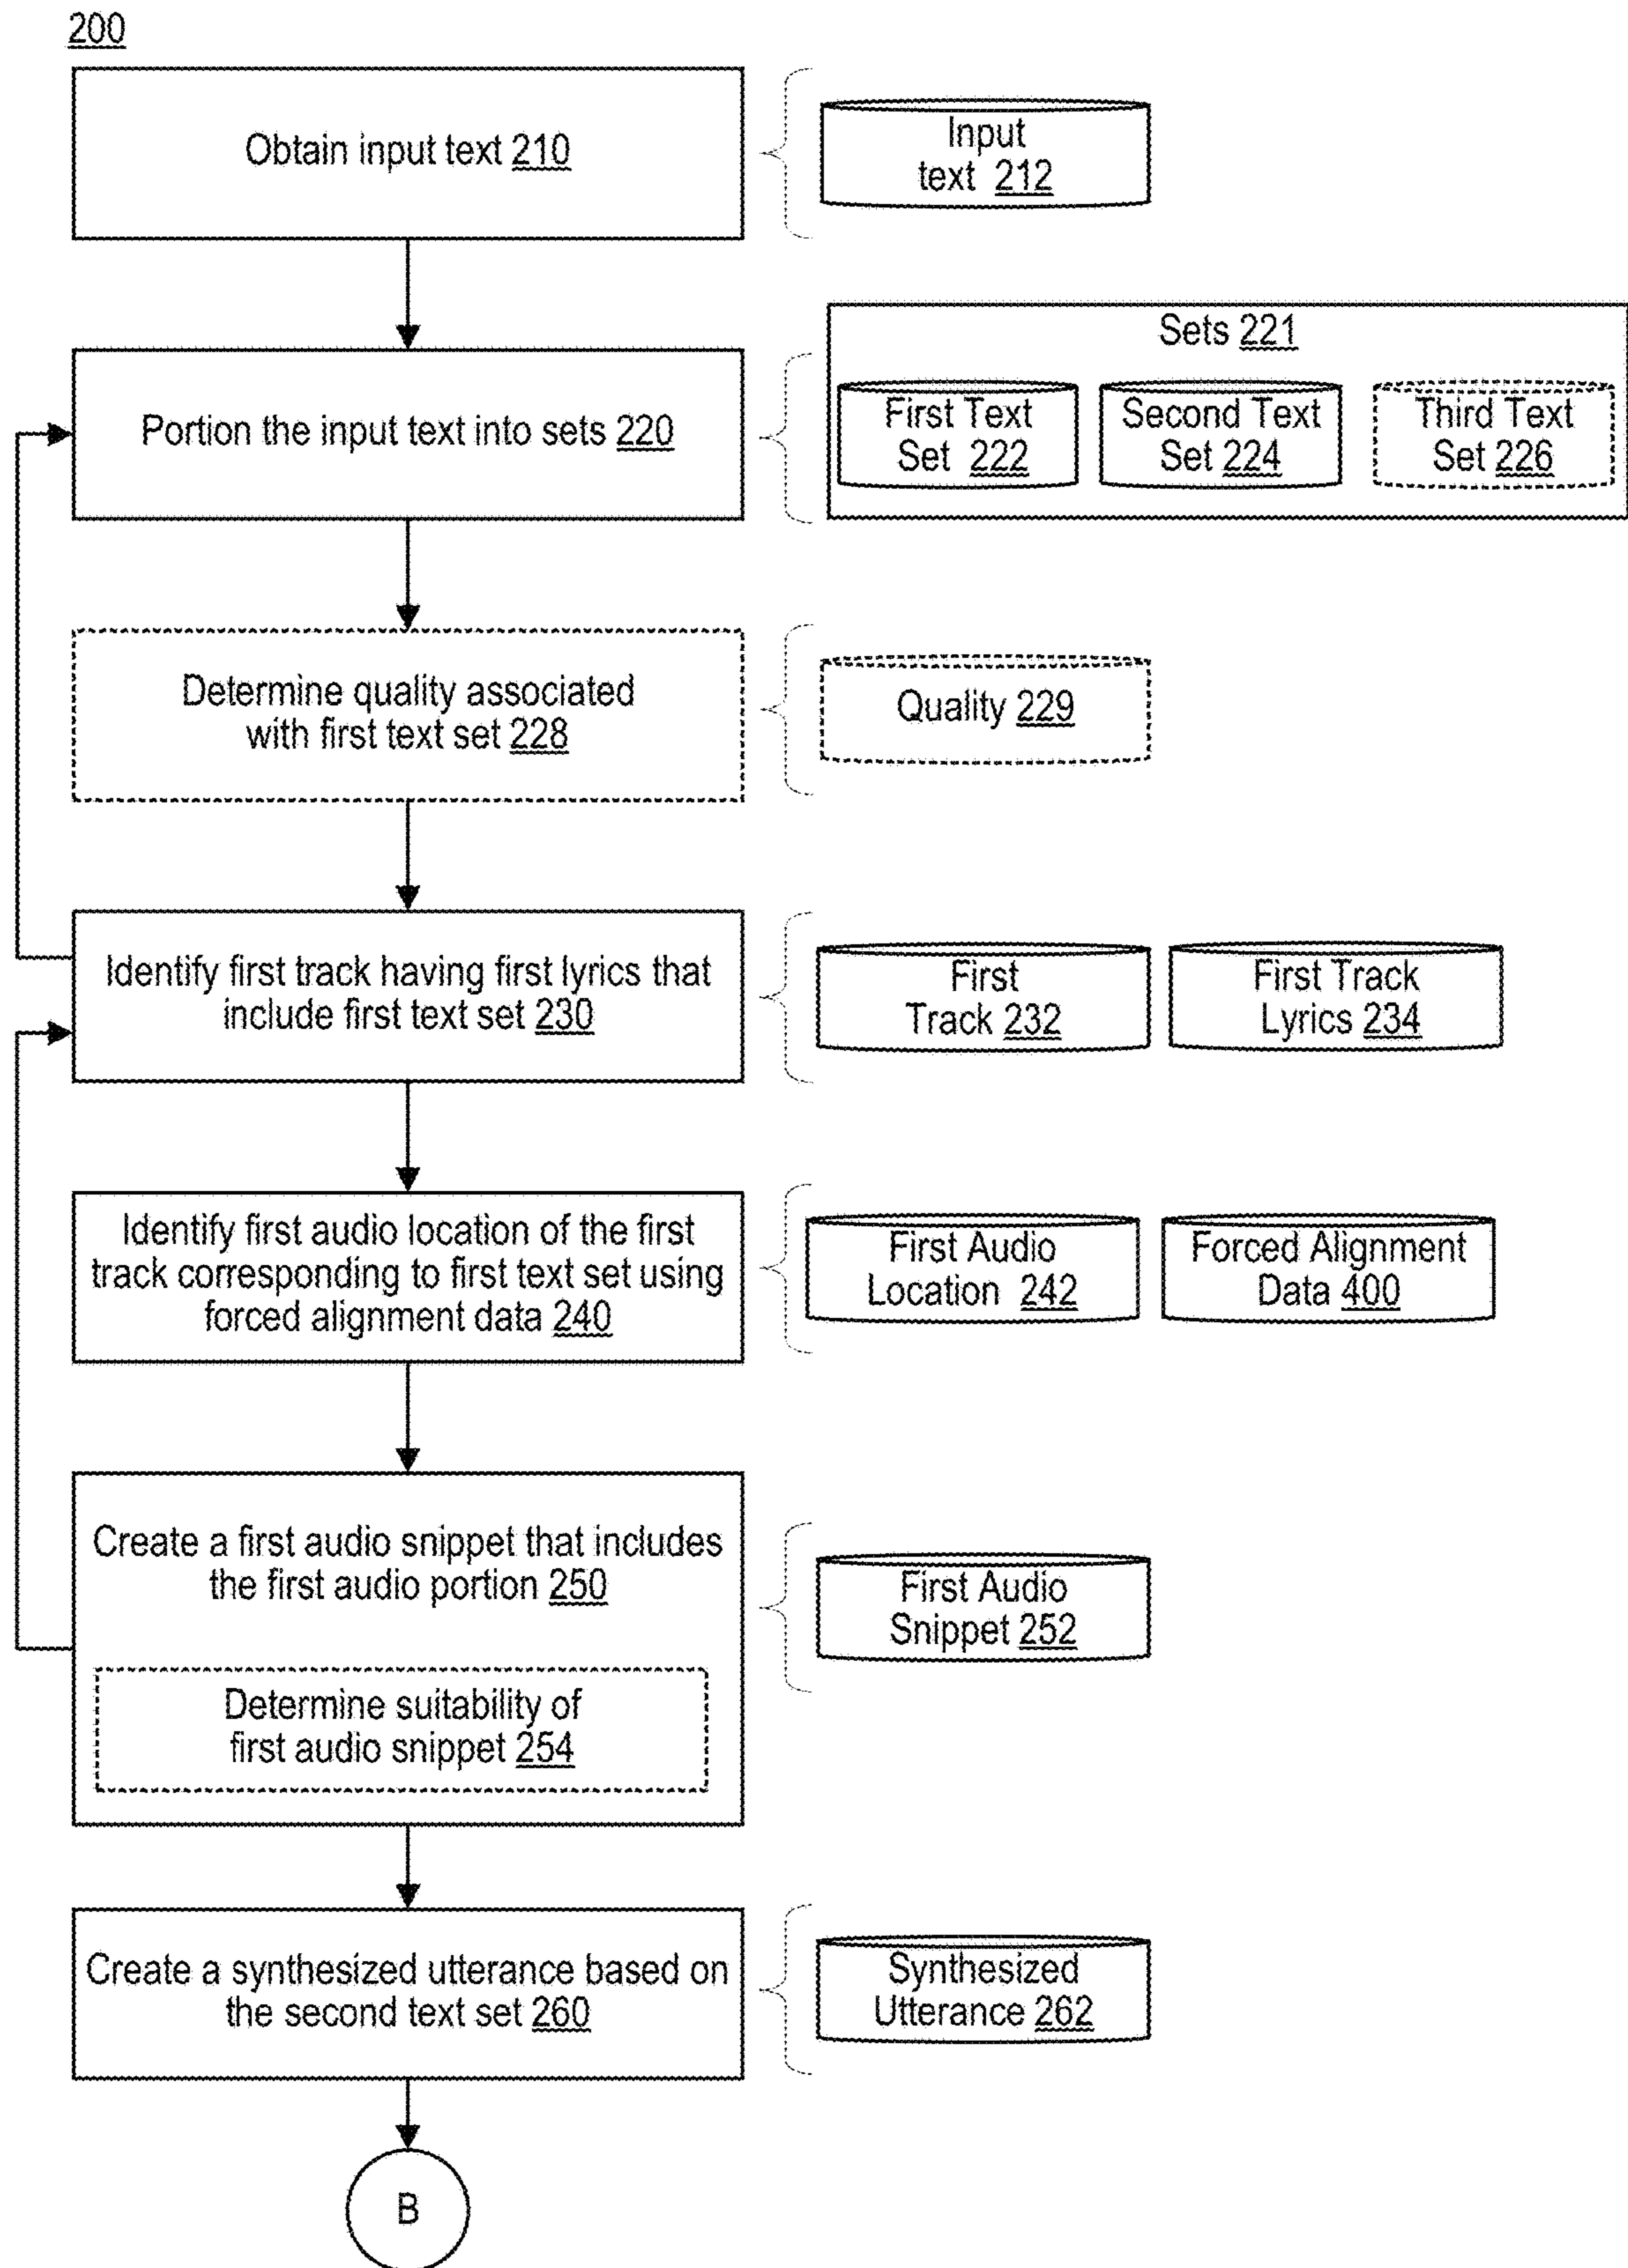 200
Obtain input text 210
Input
text 212
Sets 221
Portion the input text into sets 220
First Text
Set 222
Second Text
Set 224
Third Text
Set 226
Determine quality associated
with first text set 228
Quality 229
Identify first track having first lyrics that
include first text set 230
First
Track 232
First Track
Lyrics 234
Identify first audio location of the first
track corresponding to first text set using
forced alignment data 240
First Audio
Location 242
Forced Alignment
Data 400
Create a first audio snippet that includes
the first audio portion 250
First Audio
Snippet 252
Determine suitability of
first audio snippet 254
Create a synthesized utterance based on
the second text set 260
Synthesized
Utterance 262
B